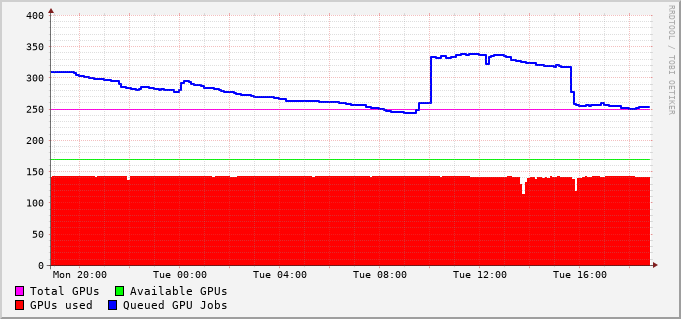 400
350
300
250
200
150
100
50
0
Mon 20:00 Tue 00:00 Tue 04:00 Tue 08:00 Tue 12:00 Tue 16:00
Total GPUs Available GPUs
GPUs used Queued GPU Jobs
RRDTOOL / TOBI OETIKER